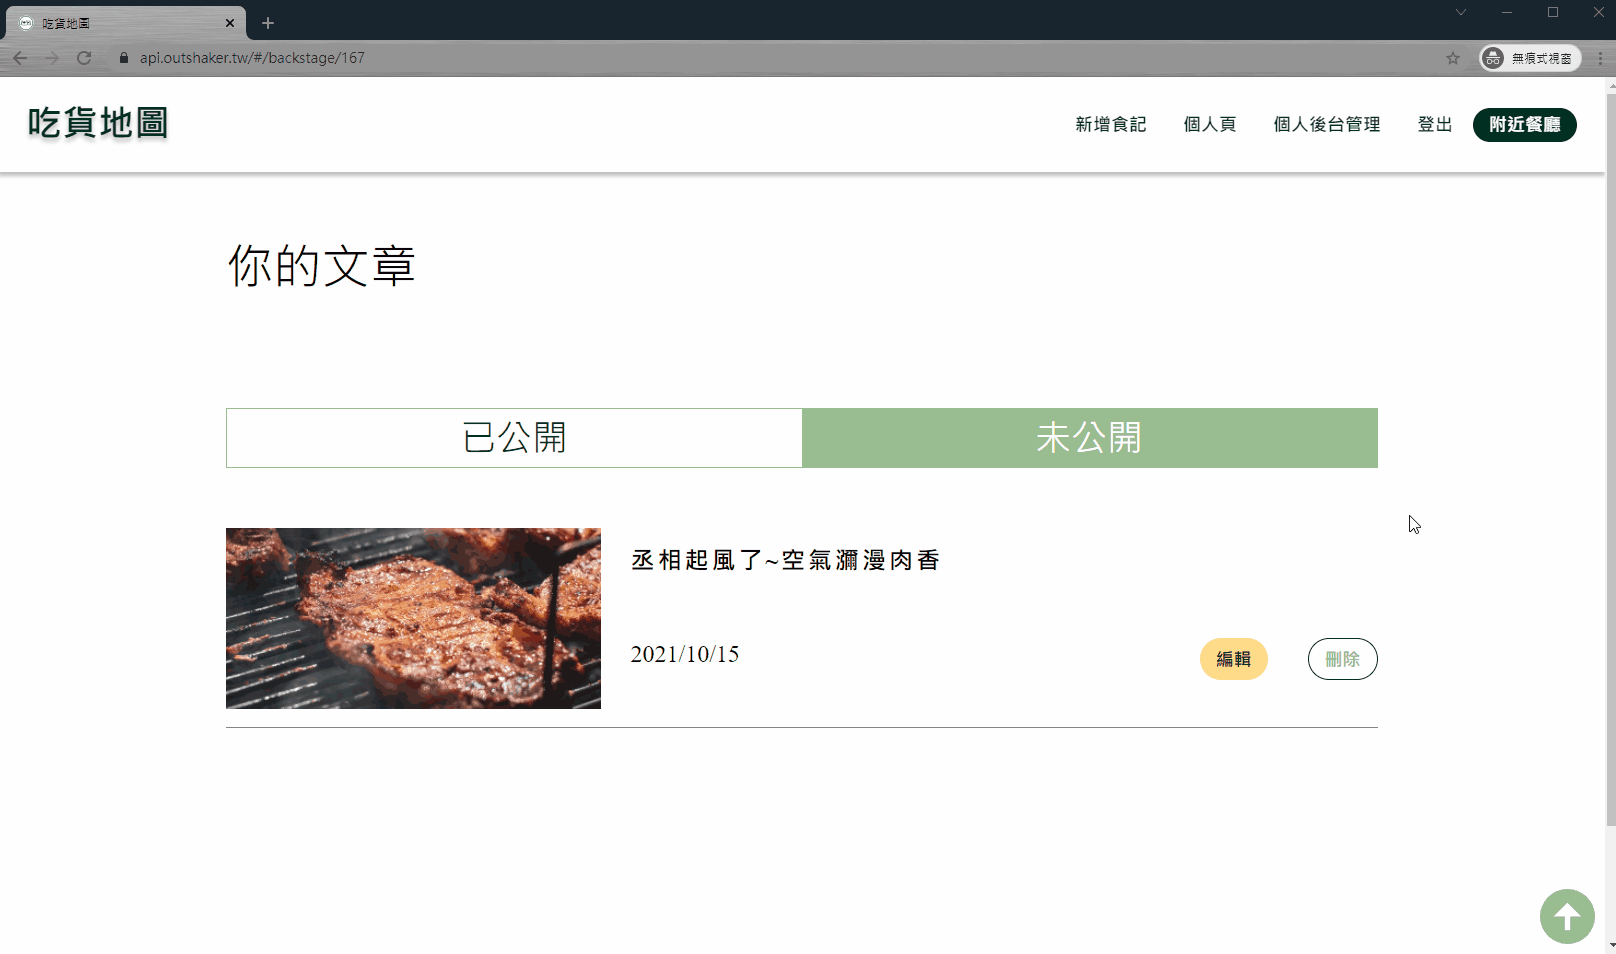 吃貨地圖
api.outshaker.tw/#/backstage/167
無痕式視窗
吃貨地圖
新增食記
個人頁
個人後台管理
登出
附近餐廳
你的文章
已公開
未公開
丞相起風了~空氣瀰漫肉香
2021/10/15
編輯
刪除